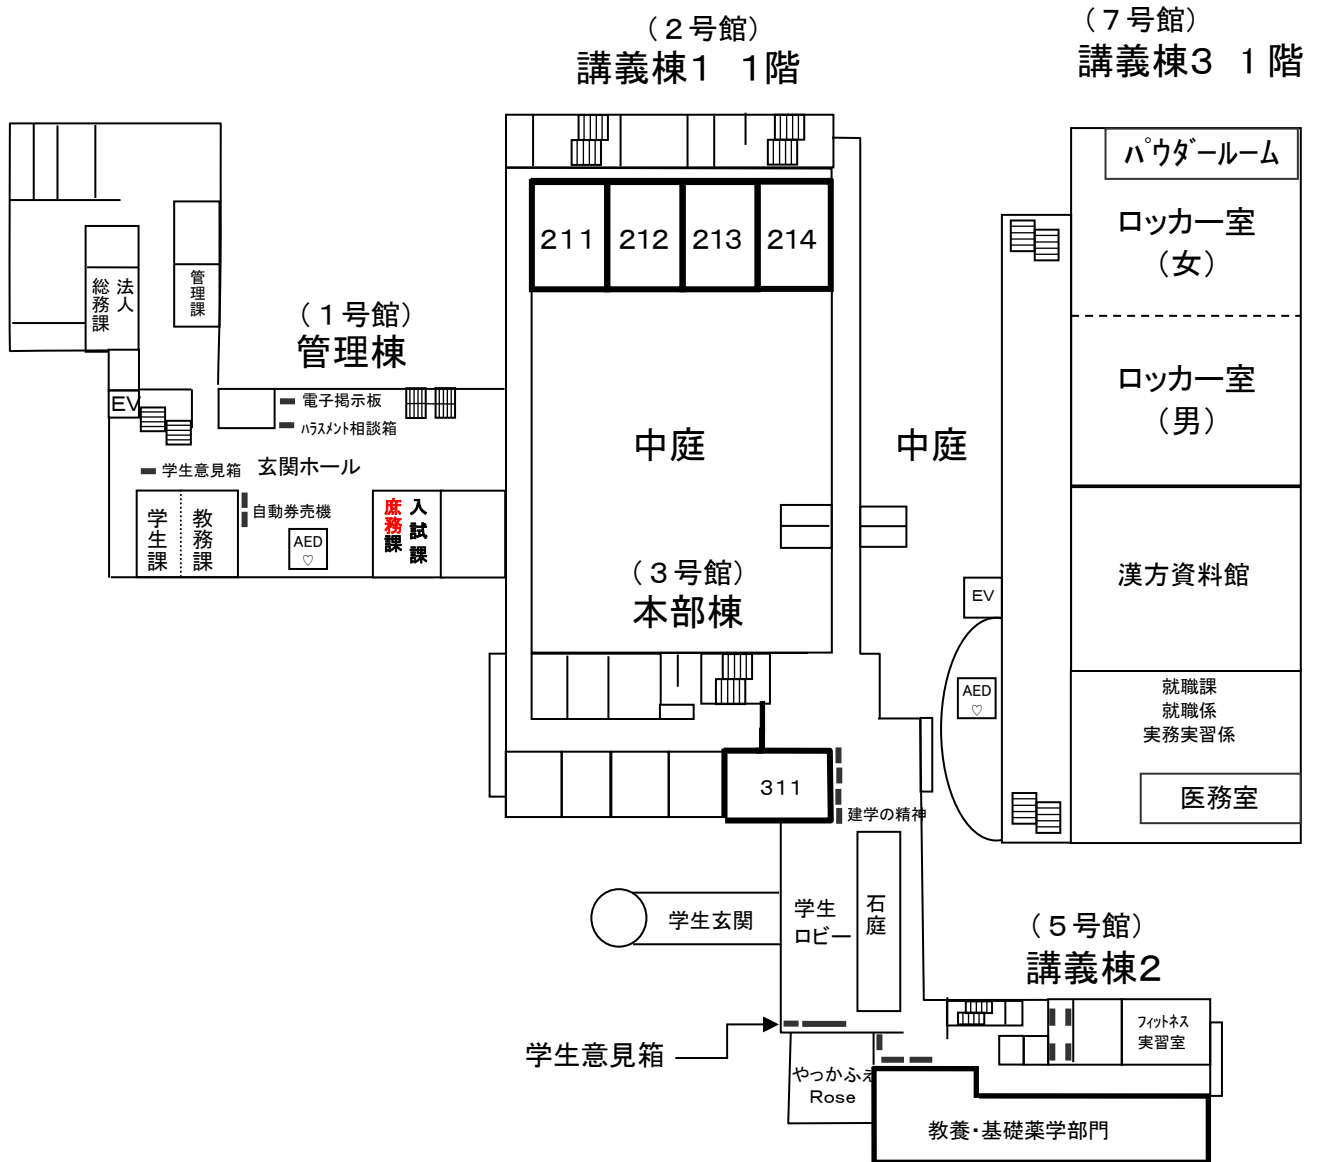 （２号館）
講義棟１　１階
（７号館）
講義棟３　１階
パウダールーム
ロッカー室
（女）
ロッカー室
（男）
漢方資料館
就職課
就職係
実務実習係
医務室
EV
AED
♡
211
212
213
214
中庭
中庭
（３号館）
本部棟
311
建学の精神
法人
総務課
管理課
（１号館）
管理棟
EV
電子掲示板
ﾊﾗｽﾒﾝﾄ相談箱
学生意見箱
玄関ホール
学生課
教務課
自動券売機
AED
♡
入試課
庶務課
学生玄関
学生
ロビー
石庭
（５号館）
講義棟２
フィットネス
実習室
学生意見箱
やっかふぇ
Rose
教養・基礎薬学部門